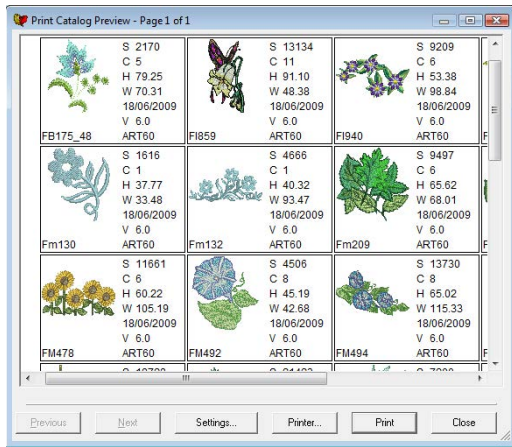 Print Catalog Preview - Page 1 of 1
S 2170
C 5
H 79.25
W 70.31
18/06/2009
V 6.0
FB175_48 ART60
S 13134
C 11
H 91.10
W 48.38
18/06/2009
V 6.0
FI859 ART60
S 9209
C 6
H 53.38
W 98.84
18/06/2009
V 6.0
FI940 ART60
S 1616
C 1
H 37.77
W 33.48
18/06/2009
V 6.0
Fm130 ART60
S 4666
C 1
H 40.32
W 93.47
18/06/2009
V 6.0
Fm132 ART60
S 9497
C 6
H 65.62
W 68.01
18/06/2009
V 6.0
Fm209 ART60
S 11661
C 6
H 60.22
W 105.19
18/06/2009
V 6.0
FM478 ART60
S 4506
C 8
H 45.19
W 42.68
18/06/2009
V 6.0
FM492 ART60
S 13730
C 8
H 65.02
W 115.33
18/06/2009
V 6.0
FM494 ART60
Previous Next Settings... Printer... Print Close